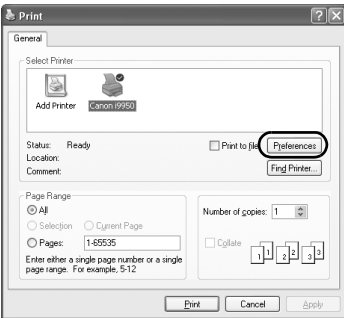 Print
General
Select Printer
Add Printer
Canon i9950
Status: Ready
Location:
Comment:
Print to file
Preferences
Find Printer...
Page Range
All
Selection
Current Page
Pages: 1-65535
Enter either a single page number or a single
page range. For example, 5-12
Number of copies: 1
Collate
1 1 2 2 3 3
Print
Cancel
Apply